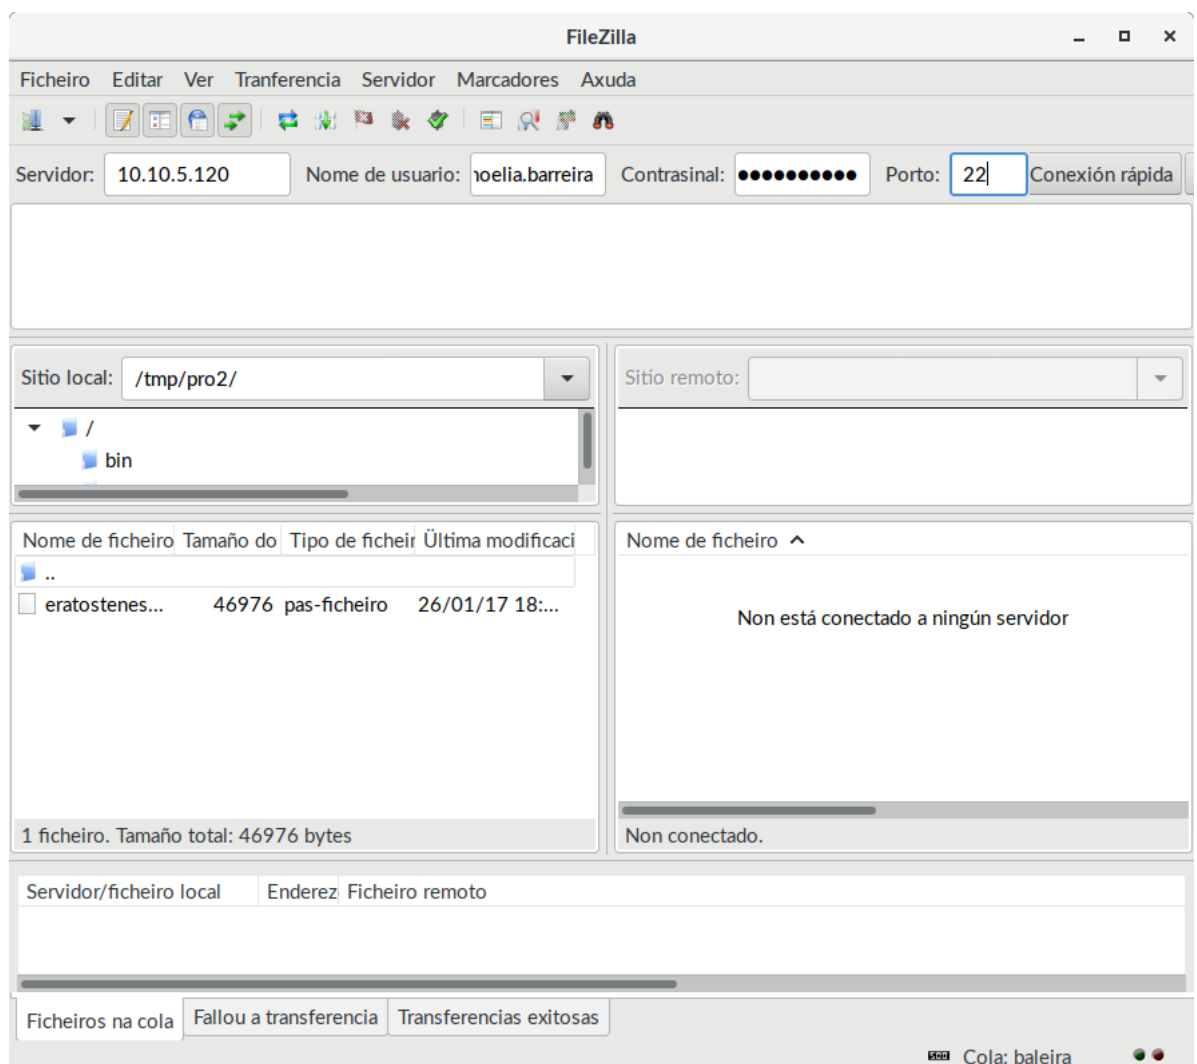 FileZilla
Ficheiro Editar Ver Tranferencia Servidor Marcadores Axuda
Servidor: 10.10.5.120 Nome de usuario: noelia.barreira Contrasinal: ●●●●●●●●●● Porto: 22 Conexión rápida
Sitio local: /tmp/pro2/
/
bin
Sitio remoto:
Nome de ficheiro Tamaño do Tipo de ficheir Última modificaci
..
eratostenes... 46976 pas-ficheiro 26/01/17 18:...
1 ficheiro. Tamaño total: 46976 bytes
Nome de ficheiro
Non está conectado a ningún servidor
Non conectado.
Servidor/ficheiro local Enderez Ficheiro remoto
Ficheiros na cola Fallou a transferencia Transferencias exitosas
Cola: baleira